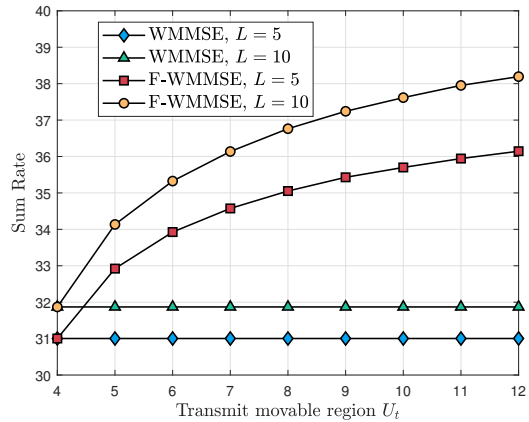 40
39
38
37
36
35
34
33
32
31
30
Sum Rate
WMMSE, L = 5
WMMSE, L = 10
F-WMMSE, L = 5
F-WMMSE, L = 10
4 5 6 7 8 9 10 11 12
Transmit movable region U_t